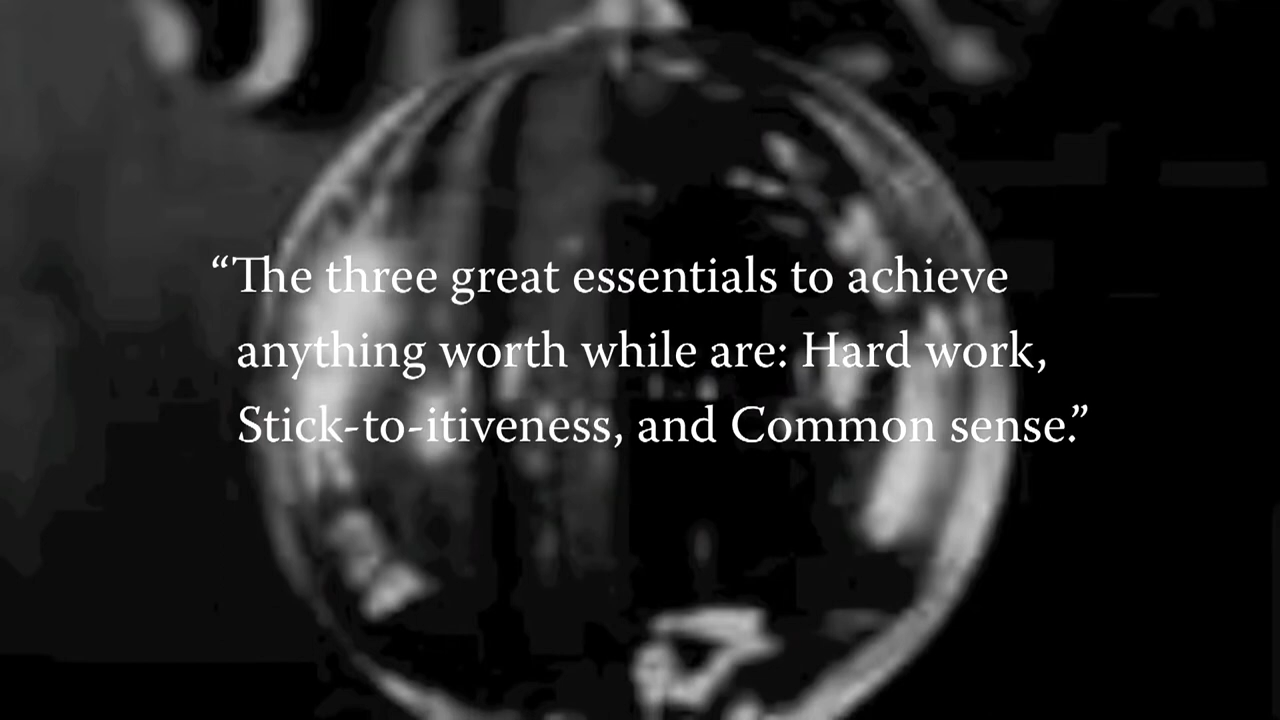 “The three great essentials to achieve
anything worth while are: Hard work,
Stick-to-itiveness, and Common sense.”